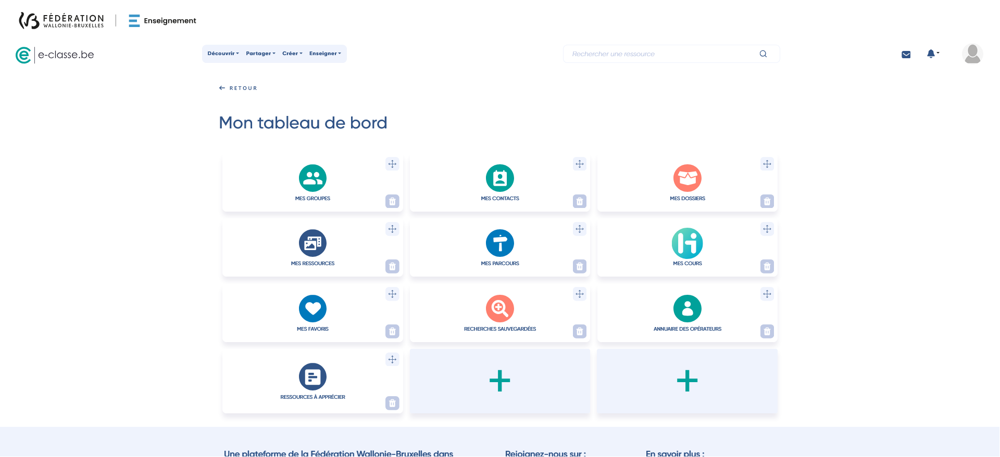 FÉDÉRATION
WALLONIE-BRUXELLES
Enseignement
e-classe.be
Découvrir Partager Créer Enseigner
Rechercher une ressource
← RETOUR
Mon tableau de bord
MES GROUPES
MES CONTACTS
MES DOSSIERS
MES RESSOURCES
MES PARCOURS
MES COURS
MES FAVORIS
RECHERCHES SAUVEGARDÉES
ANNUAIRE DES OPÉRATEURS
RESSOURCES À APPRÉCIER
Une plateforme de la Fédération Wallonie-Bruxelles dans
Rejoignez-nous sur :
En savoir plus :